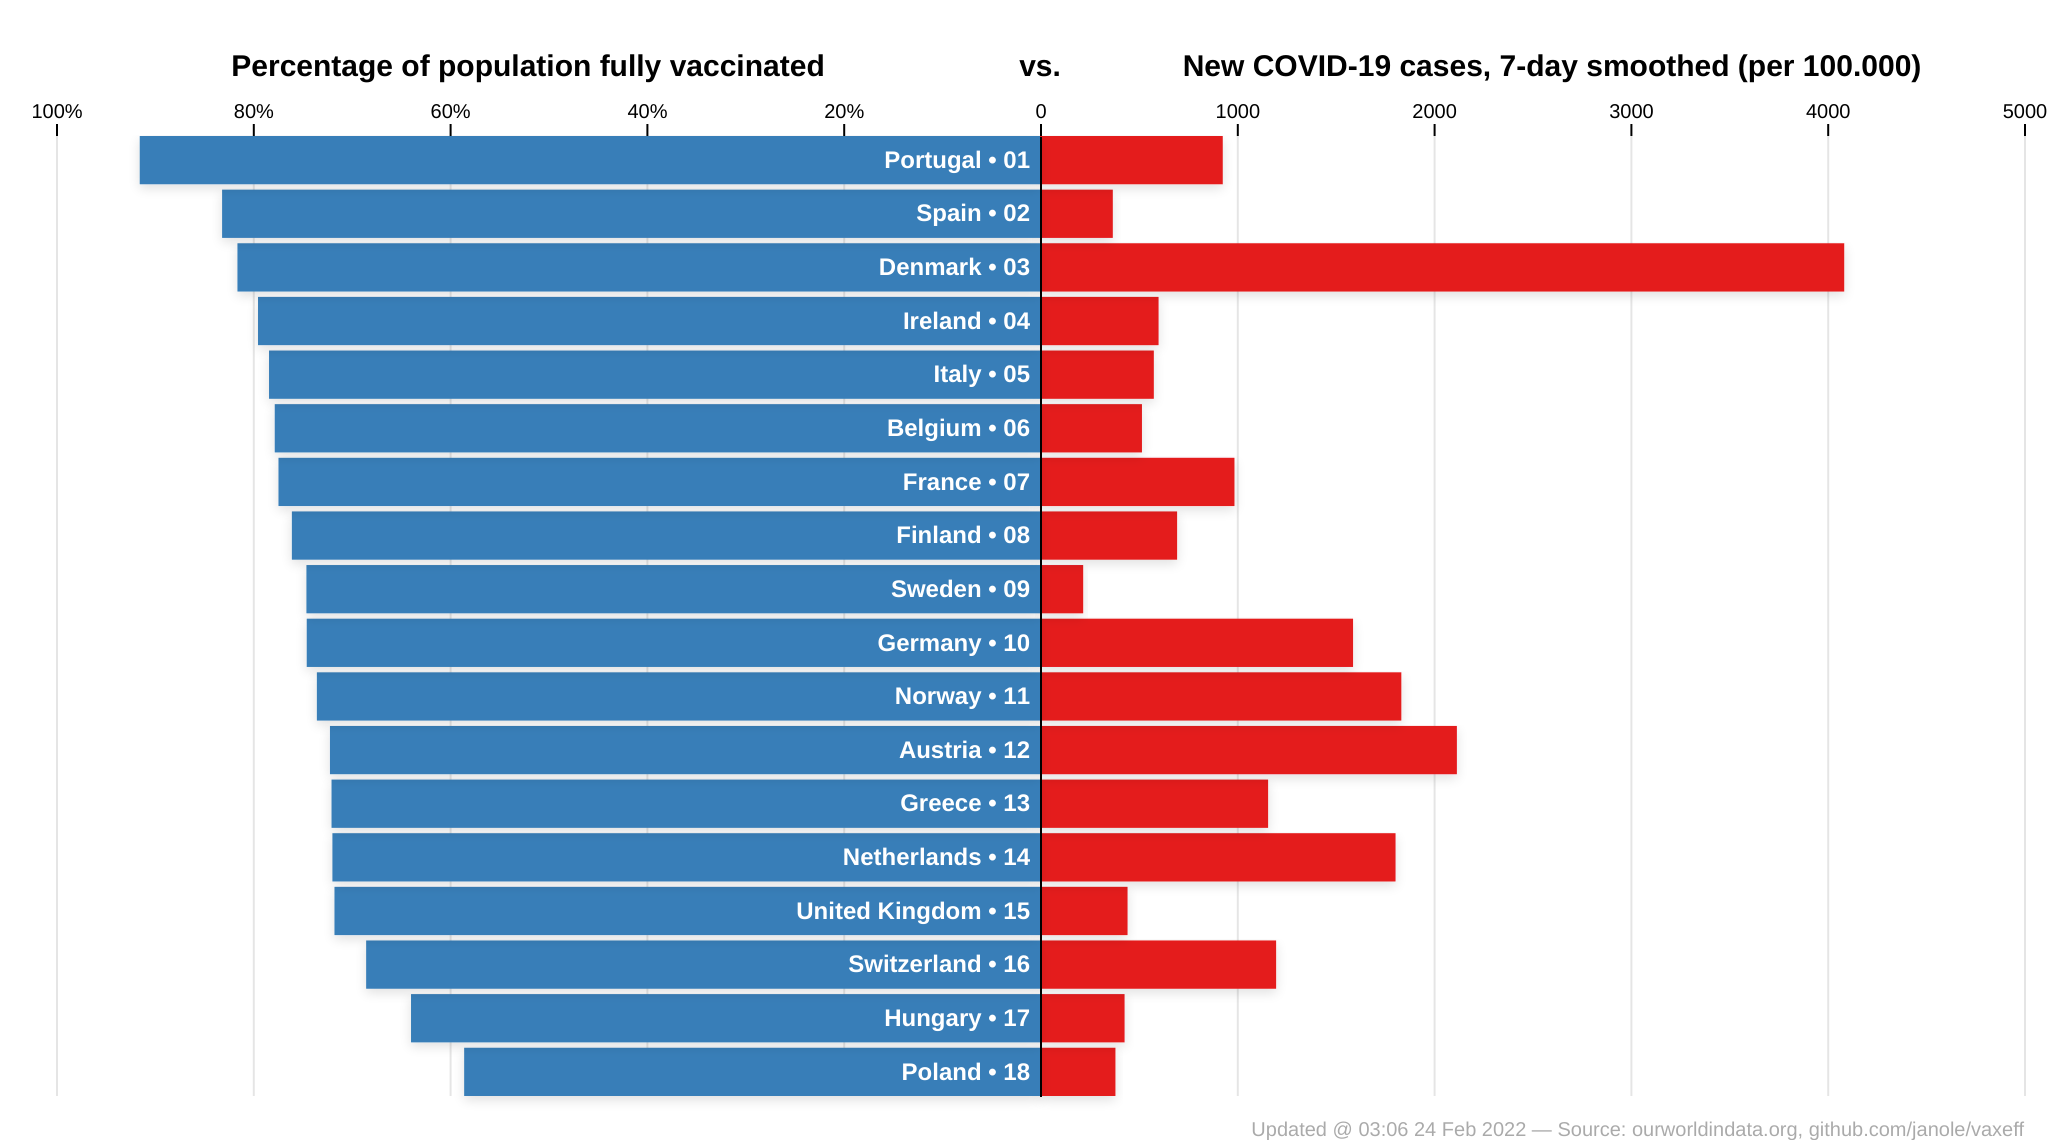 Percentage of population fully vaccinated vs. New COVID-19 cases, 7-day smoothed (per 100.000)
100% 80% 60% 40% 20% 0 1000 2000 3000 4000 5000
Portugal • 01
Spain • 02
Denmark • 03
Ireland • 04
Italy • 05
Belgium • 06
France • 07
Finland • 08
Sweden • 09
Germany • 10
Norway • 11
Austria • 12
Greece • 13
Netherlands • 14
United Kingdom • 15
Switzerland • 16
Hungary • 17
Poland • 18
Updated @ 03:06 24 Feb 2022 — Source: ourworldindata.org, github.com/janole/vaxeff